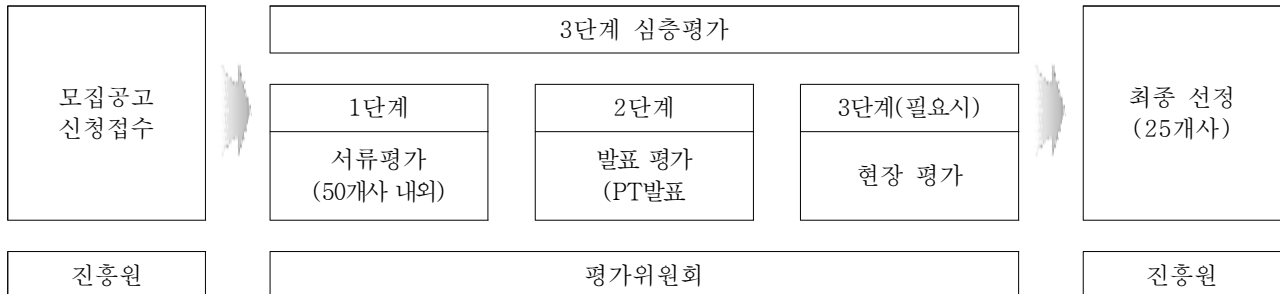 모집공고
신청접수
3단계 심층평가
1단계
서류평가
(50개사 내외)
2단계
발표 평가
(PT발표
3단계(필요시)
현장 평가
최종 선정
(25개사)
진흥원
평가위원회
진흥원